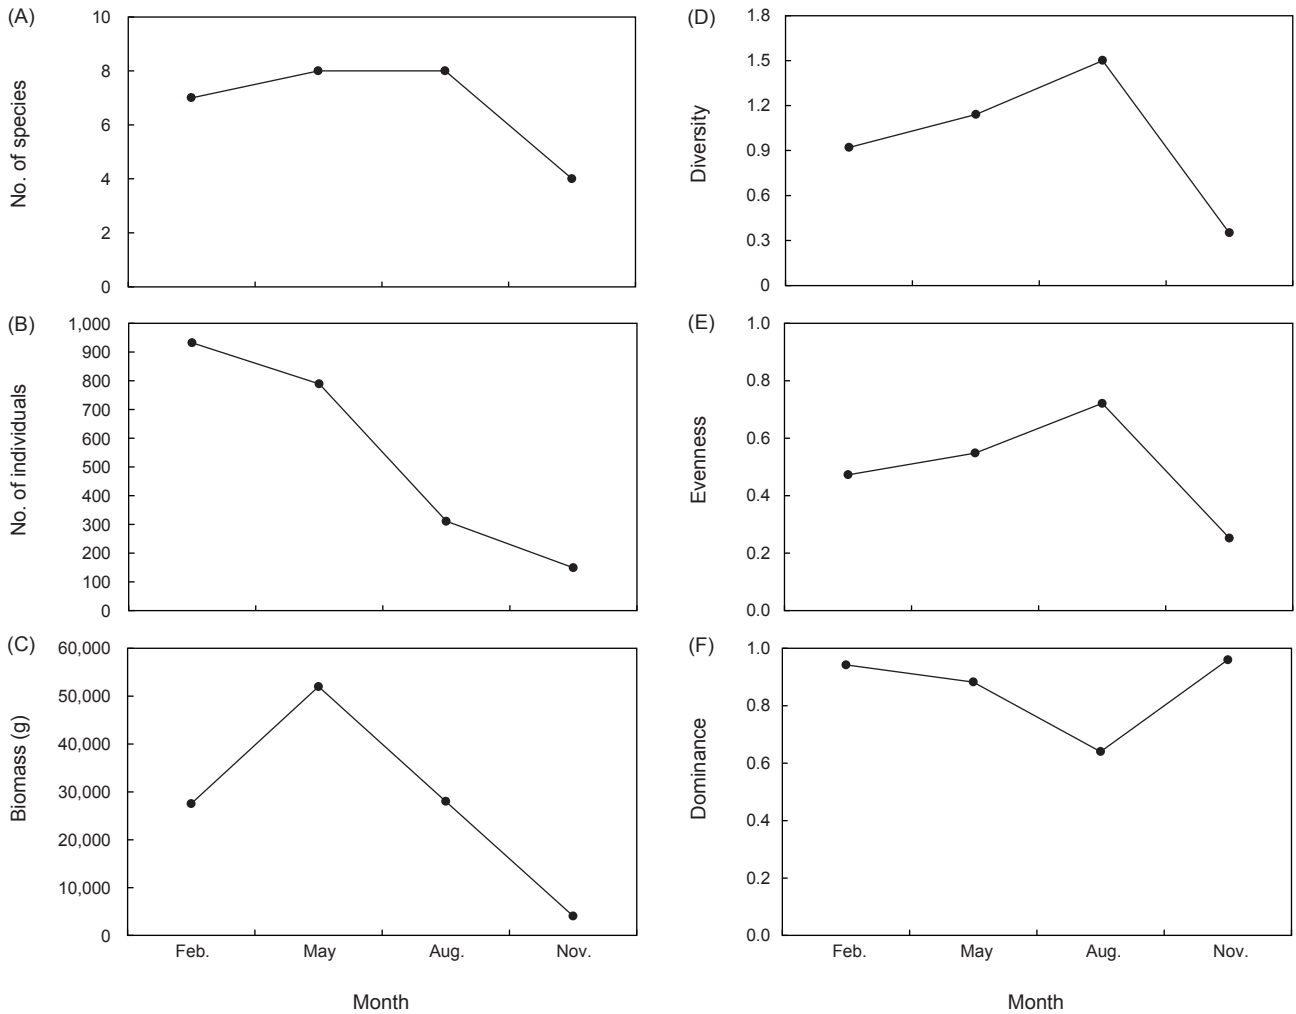 (A)
No. of species
10
8
6
4
2
0
(B)
No. of individuals
1,000
900
800
700
600
500
400
300
200
100
0
(C)
Biomass (g)
60,000
50,000
40,000
30,000
20,000
10,000
0
Feb. May Aug. Nov.
Month
(D)
Diversity
1.8
1.5
1.2
0.9
1.6
0.3
0
(E)
Evenness
1.0
0.8
0.6
0.4
0.2
0.0
(F)
Dominance
1.0
0.8
0.6
0.4
0.2
0.0
Feb. May Aug. Nov.
Month